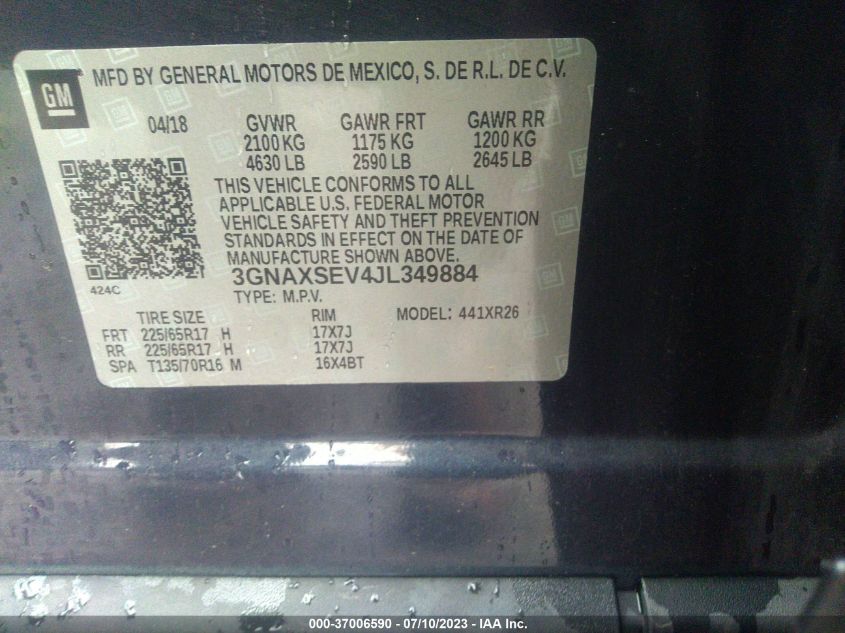 GM
MFD BY GENERAL MOTORS DE MEXICO, S. DE R.L. DE C.V.
04/18 GVWR GAWR FRT GAWR RR
2100 KG 1175 KG 1200 KG
4630 LB 2590 LB 2645 LB
THIS VEHICLE CONFORMS TO ALL
APPLICABLE U.S. FEDERAL MOTOR
VEHICLE SAFETY AND THEFT PREVENTION
STANDARDS IN EFFECT ON THE DATE OF
MANUFACTURE SHOWN ABOVE.
424C
3GNAXSEV4JL349884
TYPE: M.P.V.
TIRE SIZE RIM MODEL: 441XR26
FRT 225/65R17 H 17X7J
RR 225/65R17 H 17X7J
SPA T135/70R16 M 16X4BT
000-37006590 - 07/10/2023 - IAA Inc.